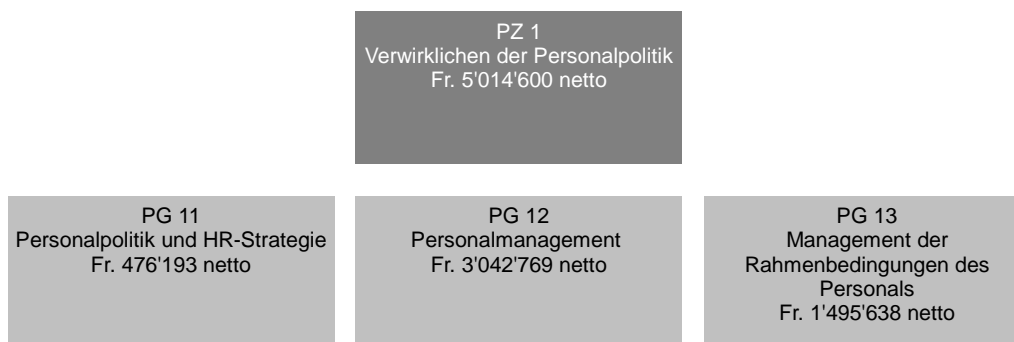 PZ 1
Verwirklichen der Personalpolitik
Fr. 5'014'600 netto
PG 11
Personalpolitik und HR-Strategie
Fr. 476'193 netto
PG 12
Personalmanagement
Fr. 3'042'769 netto
PG 13
Management der
Rahmenbedingungen des
Personals
Fr. 1'495'638 netto